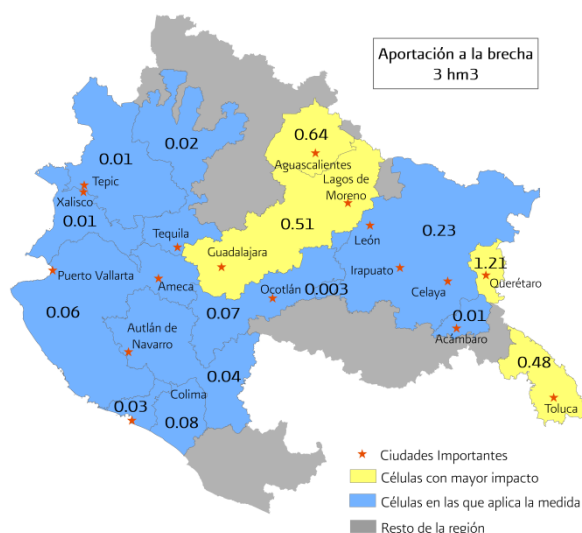 Aportación a la brecha
3 hm3
0.64
Aguascalientes
Lagos de
Moreno
0.02
0.01
Tepic
Xalisco
0.01
0.51
0.23
Tequila
León
Guadalajara
1.21
Querétaro
Irapuato
Celaya
Puerto Vallarta
Ameca
Ocotlán
0.003
0.06
0.07
0.01
Acámbaro
Autlán de
Navarro
0.48
Toluca
0.04
Colima
0.03
0.08
Ciudades Importantes
Células con mayor impacto
Células en las que aplica la medida
Resto de la región